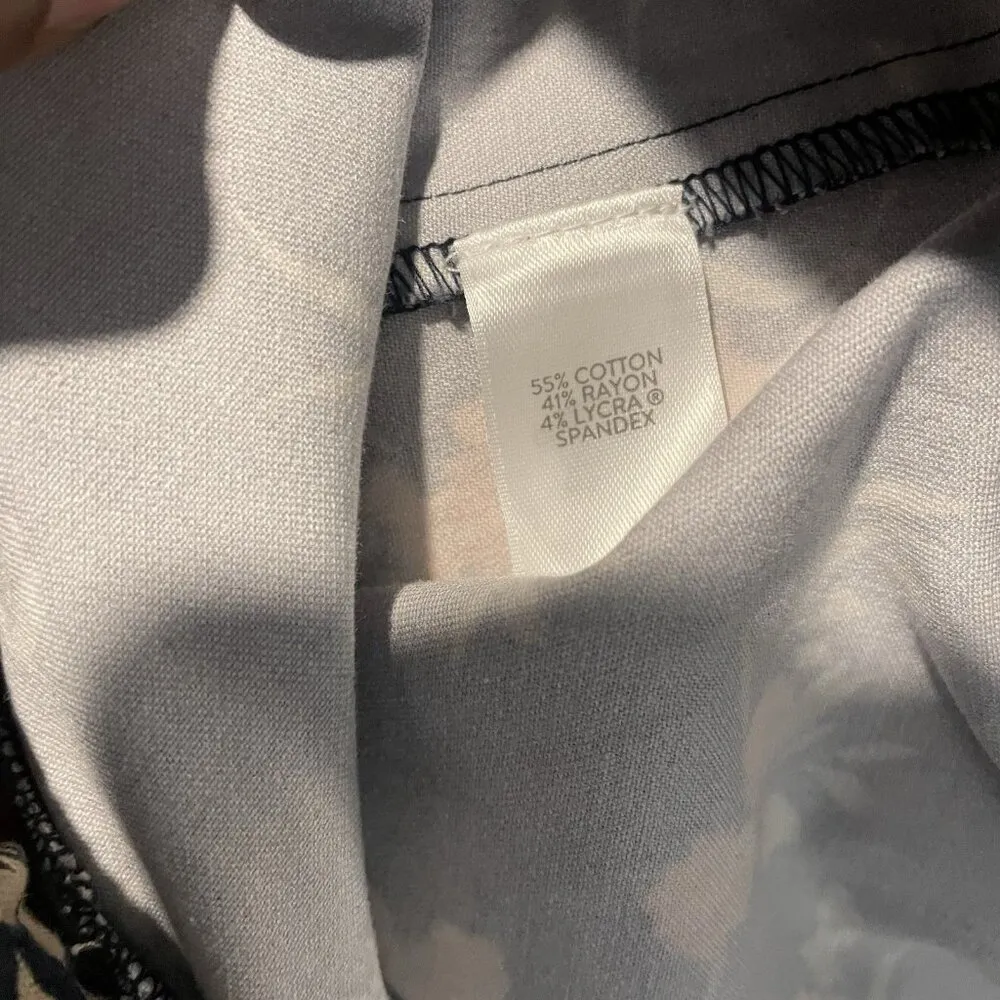 55% COTTON
41% RAYON
4% LYCRA ®
SPANDEX